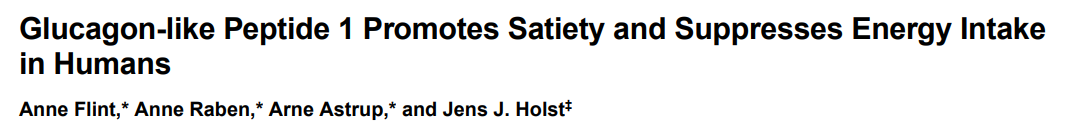 Glucagon-like Peptide 1 Promotes Satiety and Suppresses Energy Intake
in Humans
Anne Flint,* Anne Raben,* Arne Astrup,* and Jens J. Holst‡